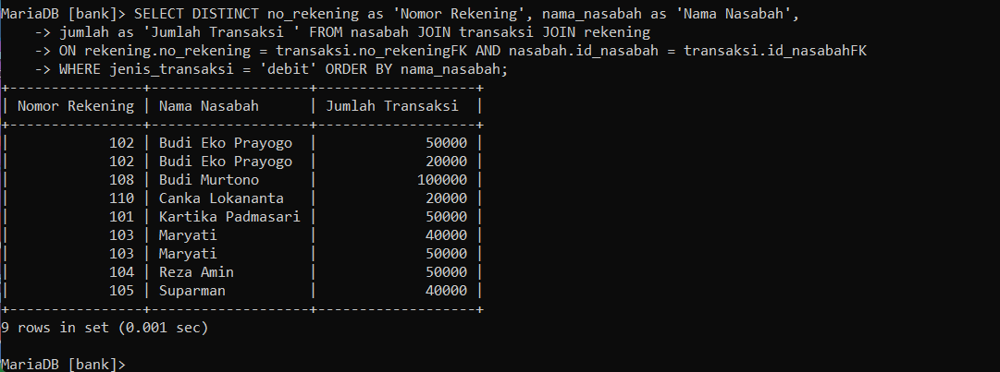 MariaDB [bank]> SELECT DISTINCT no_rekening as 'Nomor Rekening', nama_nasabah as 'Nama Nasabah',
    -> jumlah as 'Jumlah Transaksi ' FROM nasabah JOIN transaksi JOIN rekening
    -> ON rekening.no_rekening = transaksi.no_rekeningFK AND nasabah.id_nasabah = transaksi.id_nasabahFK
    -> WHERE jenis_transaksi = 'debit' ORDER BY nama_nasabah;
+----------------+-------------------+-------------------+
| Nomor Rekening | Nama Nasabah      | Jumlah Transaksi  |
+----------------+-------------------+-------------------+
|            102 | Budi Eko Prayogo  |             50000 |
|            102 | Budi Eko Prayogo  |             20000 |
|            108 | Budi Murtono      |            100000 |
|            110 | Canka Lokananta   |             20000 |
|            101 | Kartika Padmasari |             50000 |
|            103 | Maryati           |             40000 |
|            103 | Maryati           |             50000 |
|            104 | Reza Amin         |             50000 |
|            105 | Suparman          |             40000 |
+----------------+-------------------+-------------------+
9 rows in set (0.001 sec)
MariaDB [bank]>